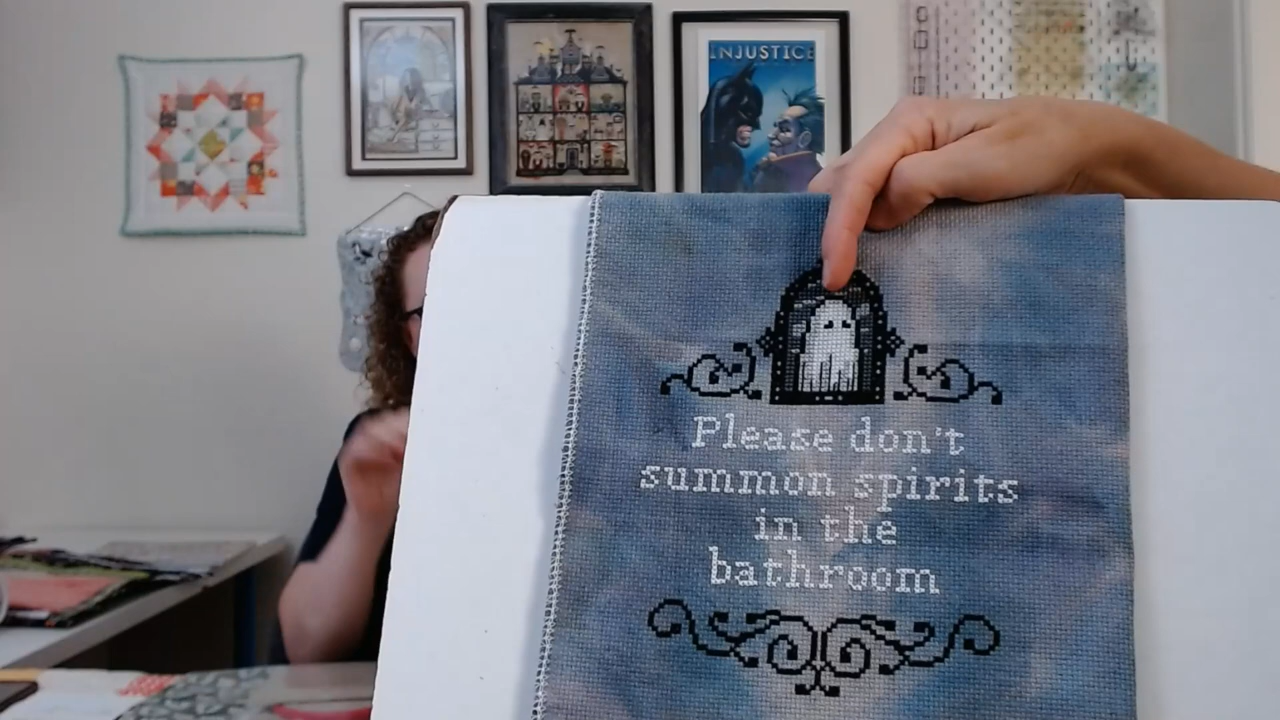 INJUSTICE
Please don't
summon spirits
in the
bathroom